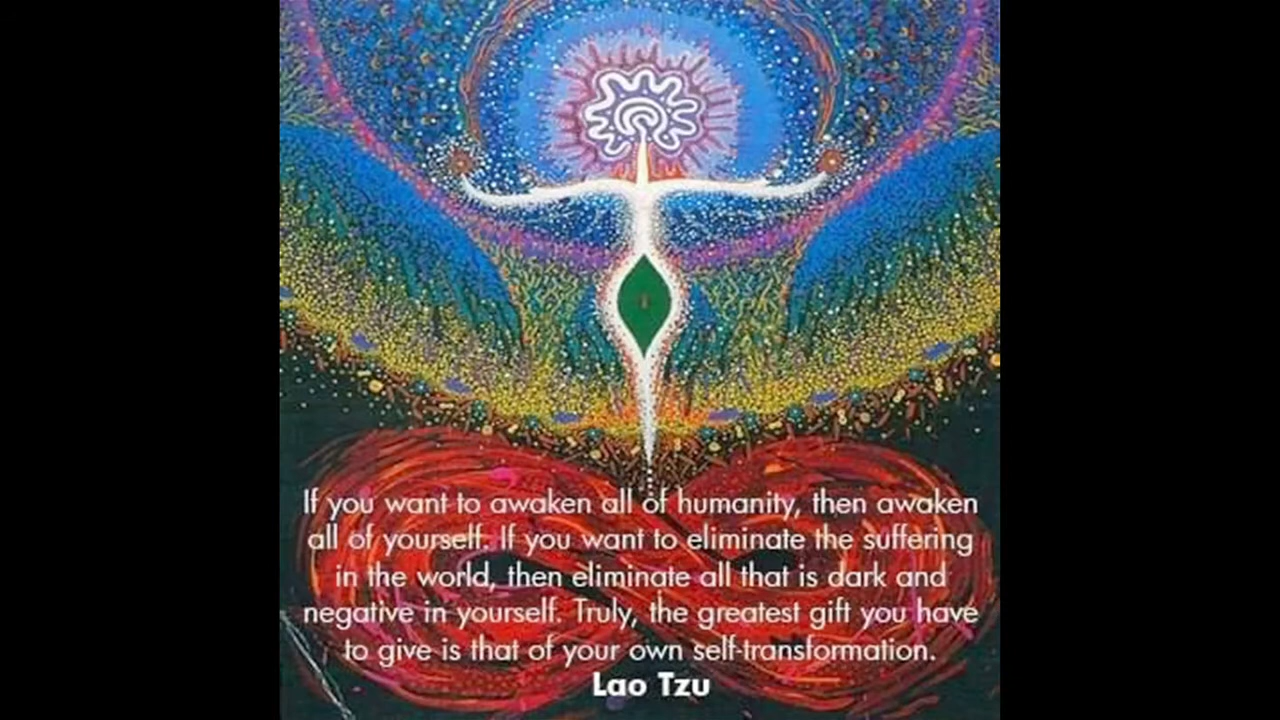 If you want to awaken all of humanity, then awaken
all of yourself. If you want to eliminate the suffering
in the world, then eliminate all that is dark and
negative in yourself. Truly, the greatest gift you have
to give is that of your own self-transformation.
Lao Tzu